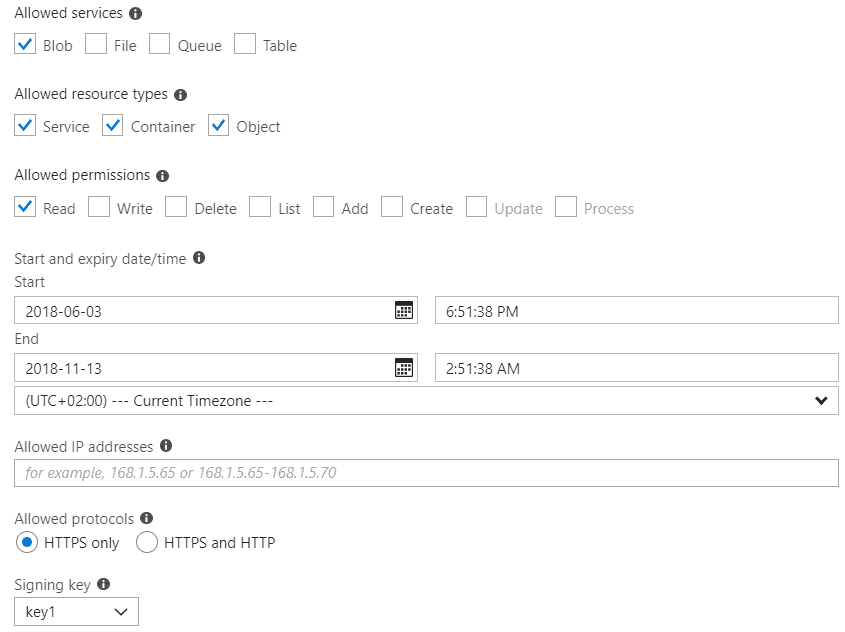 Allowed services
Blob File Queue Table
Allowed resource types
Service Container Object
Allowed permissions
Read Write Delete List Add Create Update Process
Start and expiry date/time
Start
2018-06-03 6:51:38 PM
End
2018-11-13 2:51:38 AM
(UTC+02:00) --- Current Timezone ---
Allowed IP addresses
for example, 168.1.5.65 or 168.1.5.65-168.1.5.70
Allowed protocols
HTTPS only HTTPS and HTTP
Signing key
key1